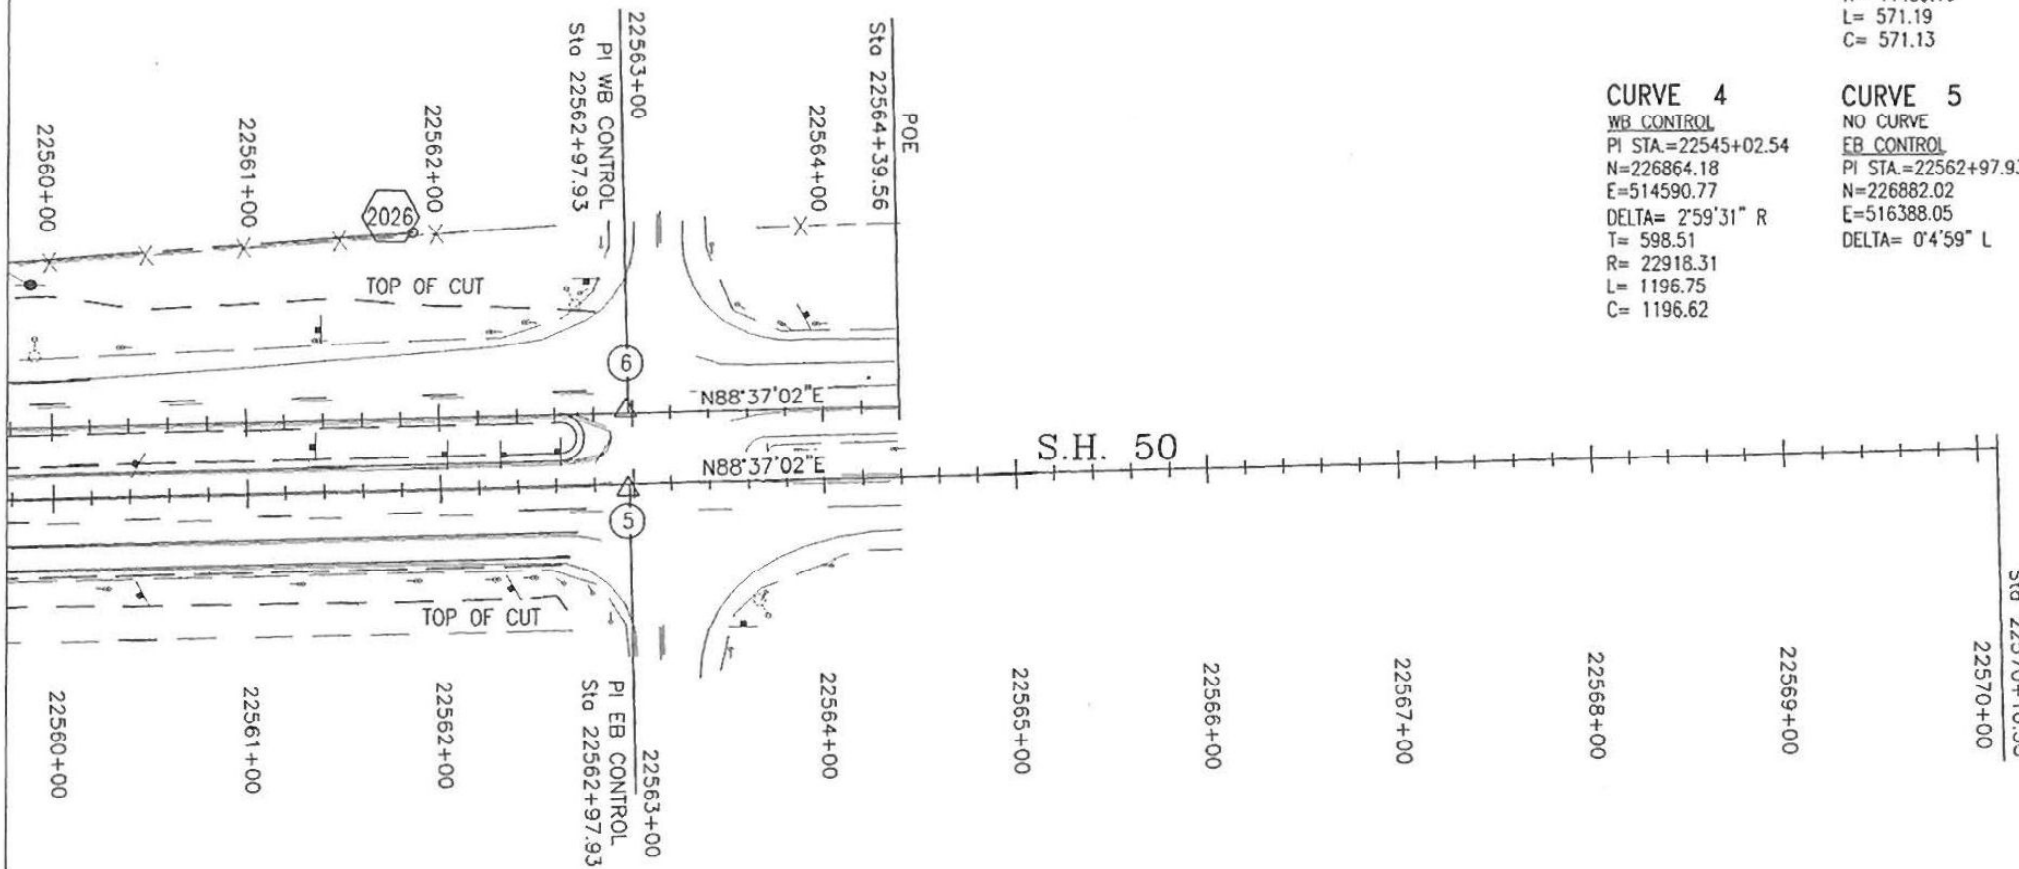 L= 571.19
C= 571.13
CURVE 4
WB CONTROL
PI STA.=22545+02.54
N=226864.18
E=514590.77
DELTA= 2°59'31" R
T= 598.51
R= 22918.31
L= 1196.75
C= 1196.62
CURVE 5
NO CURVE
EB CONTROL
PI STA.=22562+97.93
N=226882.02
E=516388.05
DELTA= 0°4'59" L
22560+00
22561+00
22562+00
2026
PI WB CONTROL
Sta 22562+97.93
22563+00
22564+00
POE
Sta 22564+39.56
TOP OF CUT
6
N88°37'02"E
N88°37'02"E
S.H. 50
5
TOP OF CUT
22560+00
22561+00
22562+00
PI EB CONTROL
Sta 22562+97.93
22563+00
22564+00
22565+00
22566+00
22567+00
22568+00
22569+00
22570+00